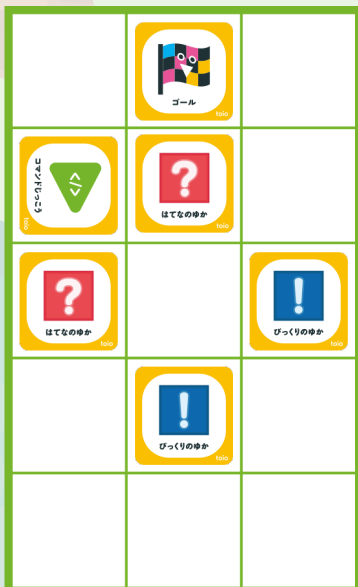 ゴール
toio
コマンドじっこう
</>
toio
?
はてなのゆか
toio
?
はてなのゆか
toio
!
びっくりのゆか
toio
!
びっくりのゆか
toio